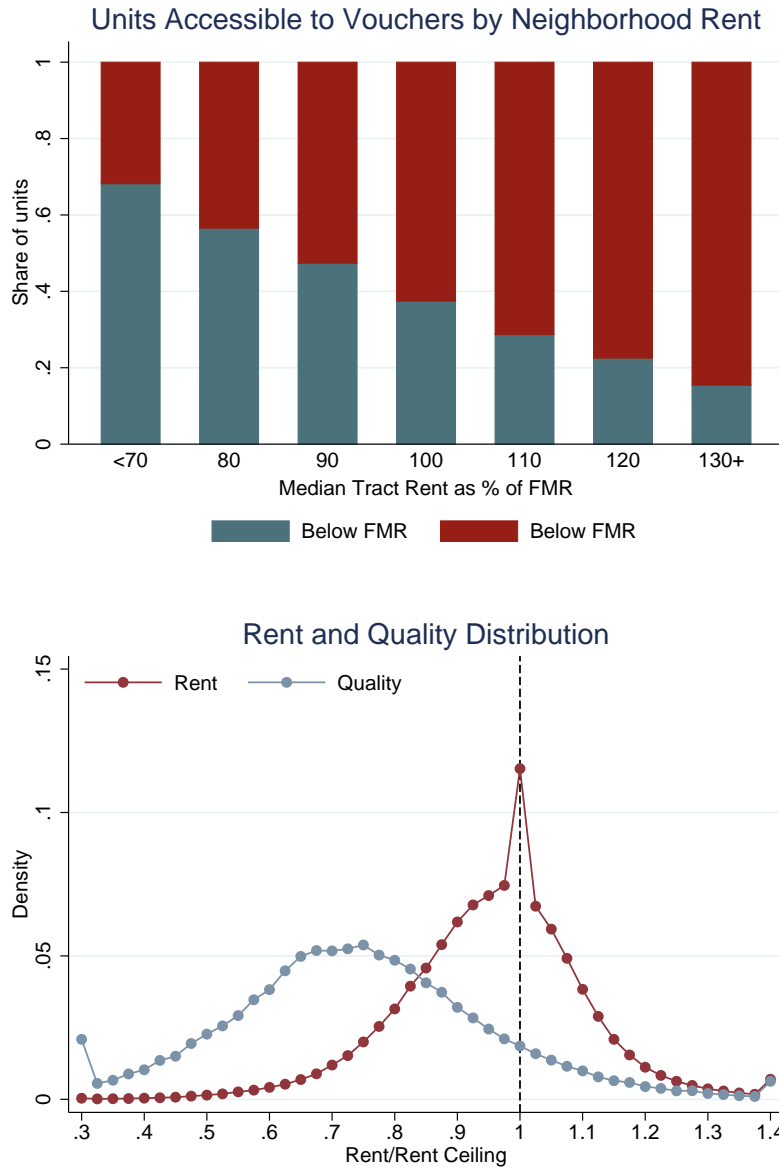 Units Accessible to Vouchers by Neighborhood Rent
Share of units
1
.8
.6
.4
.2
0
<70 80 90 100 110 120 130+
Median Tract Rent as % of FMR
Below FMR Below FMR
Rent and Quality Distribution
Rent Quality
Density
.15
.1
.05
0
.3 .4 .5 .6 .7 .8 .9 1 1.1 1.2 1.3 1.4
Rent/Rent Ceiling